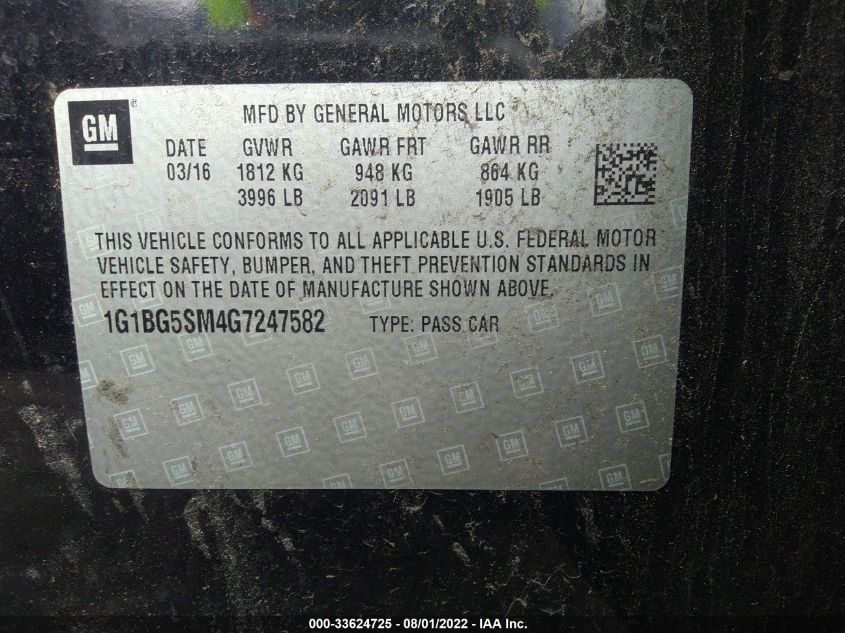 GM ®
MFD BY GENERAL MOTORS LLC
DATE GVWR GAWR FRT GAWR RR
03/16 1812 KG 948 KG 864 KG
3996 LB 2091 LB 1905 LB
THIS VEHICLE CONFORMS TO ALL APPLICABLE U.S. FEDERAL MOTOR
VEHICLE SAFETY, BUMPER, AND THEFT PREVENTION STANDARDS IN
EFFECT ON THE DATE OF MANUFACTURE SHOWN ABOVE.
1G1BG5SM4G7247582 TYPE: PASS CAR
000-33624725 - 08/01/2022 - IAA Inc.